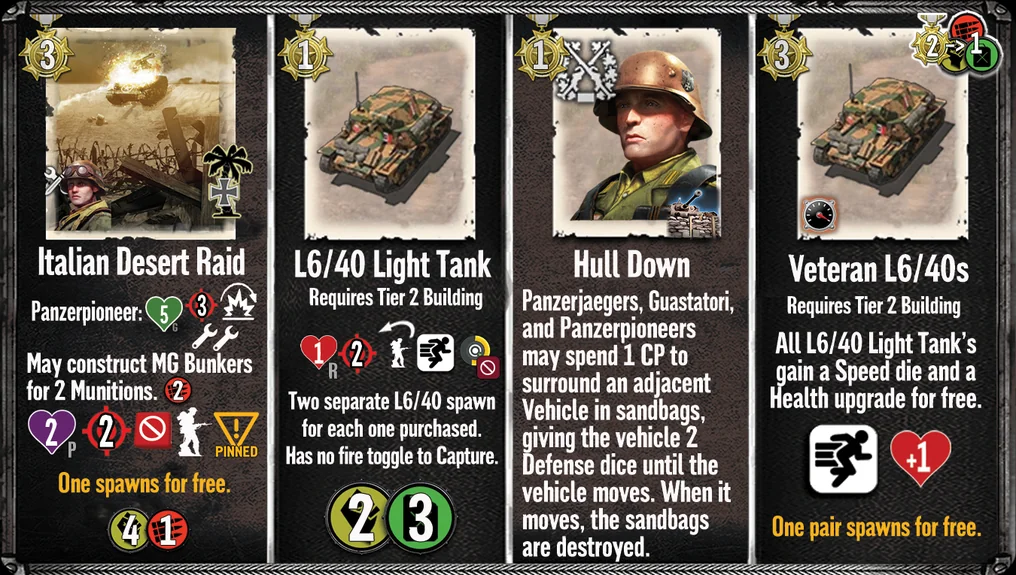 3
Italian Desert Raid
Panzerpioneer: 5 G 3
May construct MG Bunkers
for 2 Munitions. 2
2 P 2 PINNED
One spawns for free.
4 1
1
L6/40 Light Tank
Requires Tier 2 Building
1 R 2
Two separate L6/40 spawn
for each one purchased.
Has no fire toggle to Capture.
2 3
1
Hull Down
Panzerjaegers, Guastatori,
and Panzerpioneers
may spend 1 CP to
surround an adjacent
Vehicle in sandbags,
giving the vehicle 2
Defense dice until the
vehicle moves. When it
moves, the sandbags
are destroyed.
3
2->1
Veteran L6/40s
Requires Tier 2 Building
All L6/40 Light Tank's
gain a Speed die and a
Health upgrade for free.
+1
One pair spawns for free.